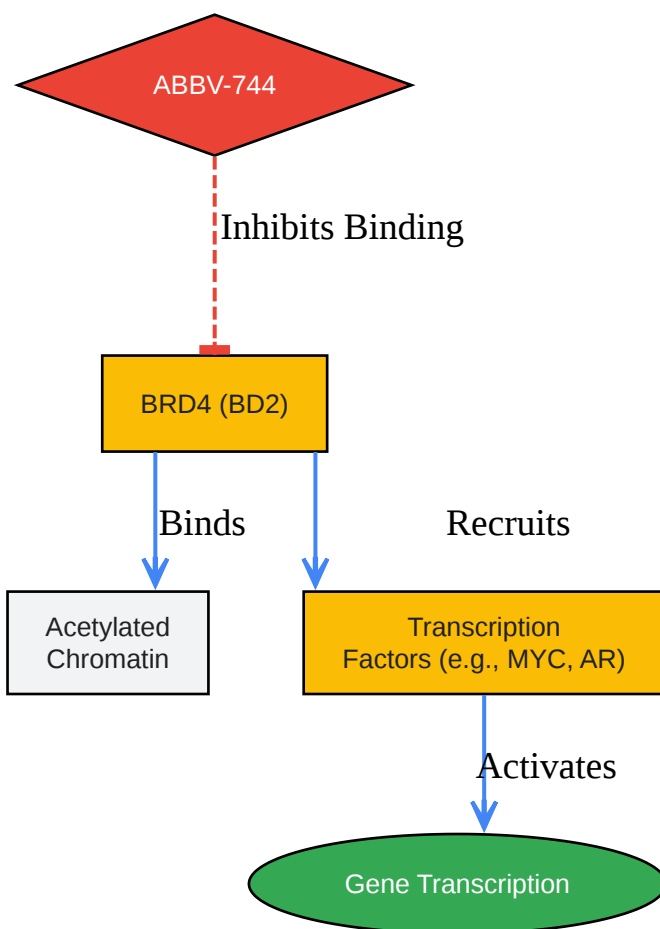 ABBV-744
Inhibits Binding
BRD4 (BD2)
Binds
Recruits
Acetylated
Chromatin
Transcription
Factors (e.g., MYC, AR)
Activates
Gene Transcription